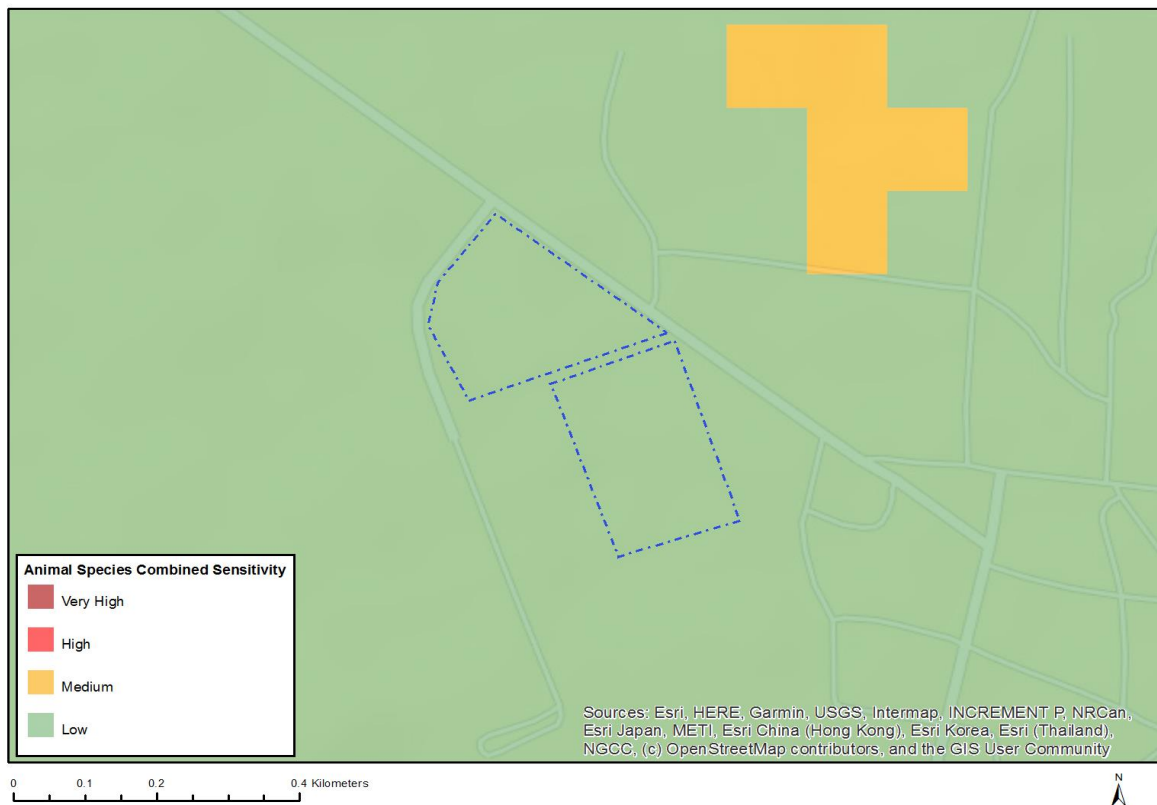 Animal Species Combined Sensitivity
Very High
High
Medium
Low
Sources: Esri, HERE, Garmin, USGS, Intermap, INCREMENT P, NRCan,
Esri Japan, METI, Esri China (Hong Kong), Esri Korea, Esri (Thailand),
NGCC, (c) OpenStreetMap contributors, and the GIS User Community
0 0.1 0.2 0.4 Kilometers
N